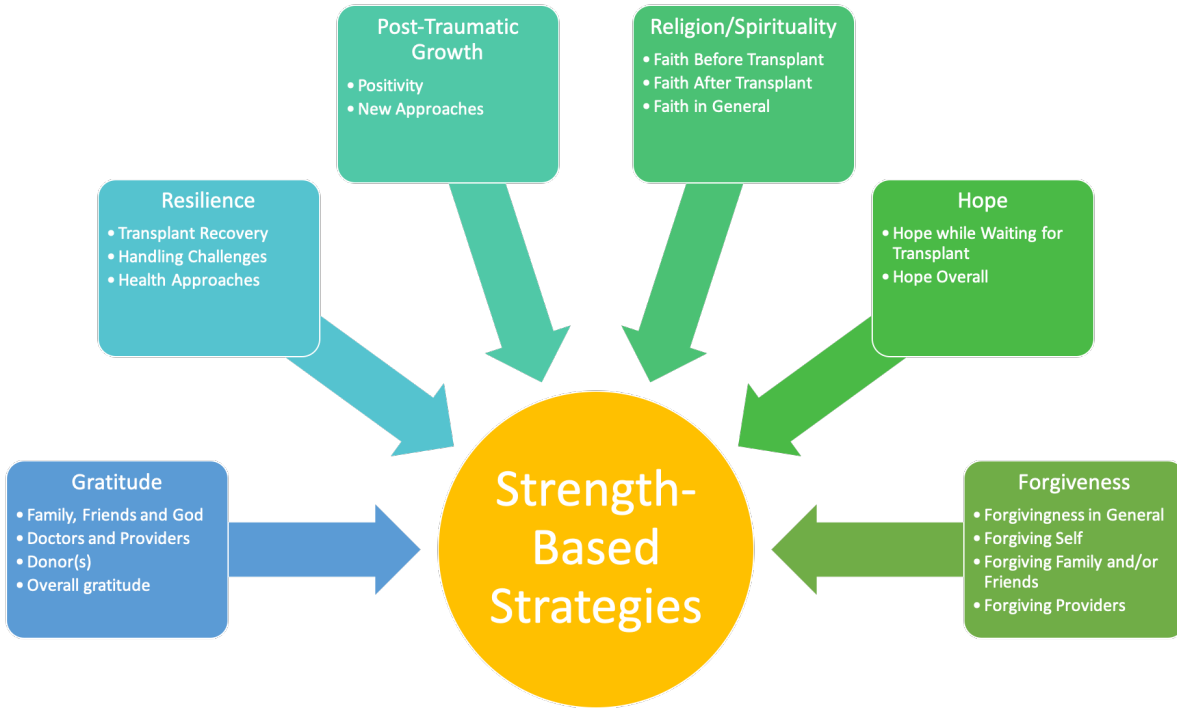 Post-Traumatic
Growth
• Positivity
• New Approaches
Religion/Spirituality
• Faith Before Transplant
• Faith After Transplant
• Faith in General
Resilience
• Transplant Recovery
• Handling Challenges
• Health Approaches
Hope
• Hope while Waiting for
Transplant
• Hope Overall
Gratitude
• Family, Friends and God
• Doctors and Providers
• Donor(s)
• Overall gratitude
Strength-
Based
Strategies
Forgiveness
• Forgivingness in General
• Forgiving Self
• Forgiving Family and/or
Friends
• Forgiving Providers